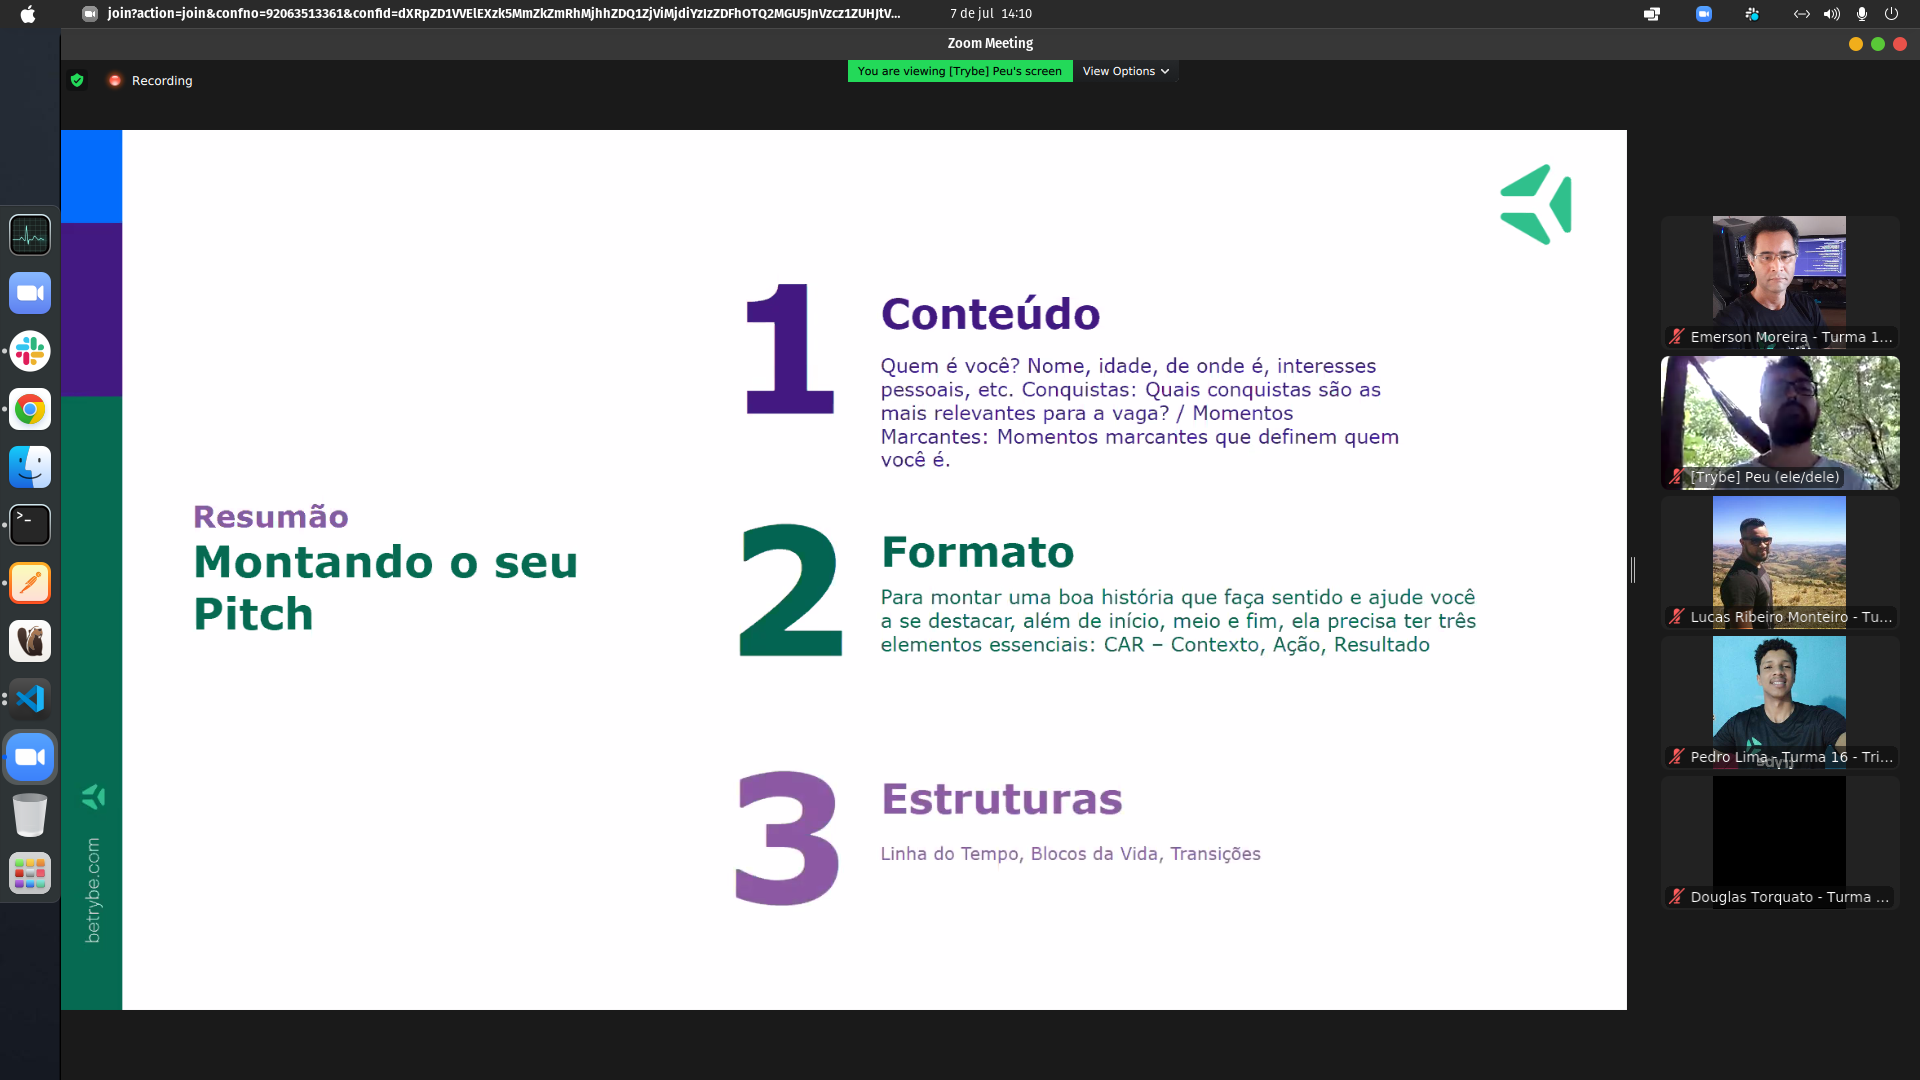 join?action=join&confno=92063513361&confid=dXRpZD1VVElEXzk5MmZkZmRhMjhhZDQ1ZjViMjdiYzIzZDFhOTQ2MGU5JnVzcz1ZUHJtV...
7 de jul 14:10
Zoom Meeting
Recording
You are viewing [Trybe] Peu's screen
View Options
Resumão
Montando o seu
Pitch
1
Conteúdo
Quem é você? Nome, idade, de onde é, interesses
pessoais, etc. Conquistas: Quais conquistas são as
mais relevantes para a vaga? / Momentos
Marcantes: Momentos marcantes que definem quem
você é.
2
Formato
Para montar uma boa história que faça sentido e ajude você
a se destacar, além de início, meio e fim, ela precisa ter três
elementos essenciais: CAR – Contexto, Ação, Resultado
3
Estruturas
Linha do Tempo, Blocos da Vida, Transições
betrybe.com
Emerson Moreira - Turma 1...
[Trybe] Peu (ele/dele)
Lucas Ribeiro Monteiro - Tu...
Pedro Lima - Turma 16 - Tri...
Douglas Torquato - Turma ...